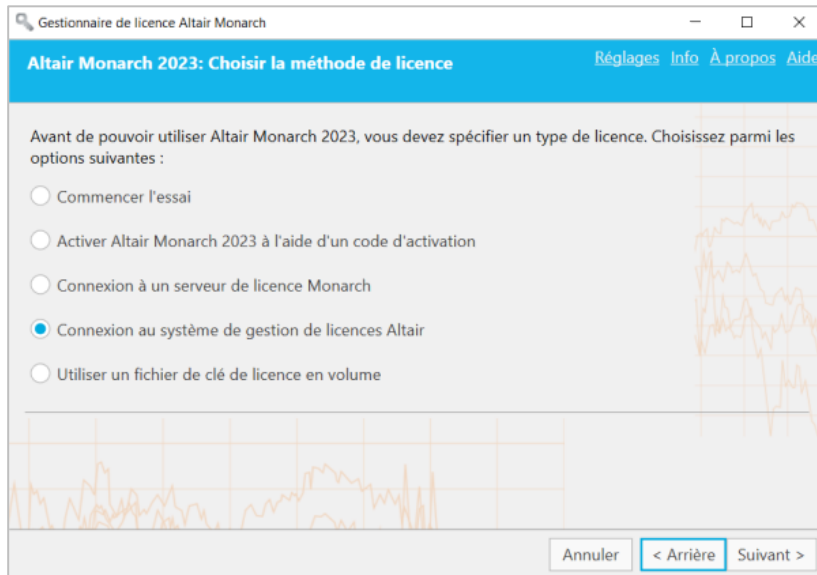 Gestionnaire de licence Altair Monarch
Altair Monarch 2023: Choisir la méthode de licence
Réglages Info À propos Aide
Avant de pouvoir utiliser Altair Monarch 2023, vous devez spécifier un type de licence. Choisissez parmi les
options suivantes :
Commencer l'essai
Activer Altair Monarch 2023 à l'aide d'un code d'activation
Connexion à un serveur de licence Monarch
Connexion au système de gestion de licences Altair
Utiliser un fichier de clé de licence en volume
Annuler < Arrière Suivant >